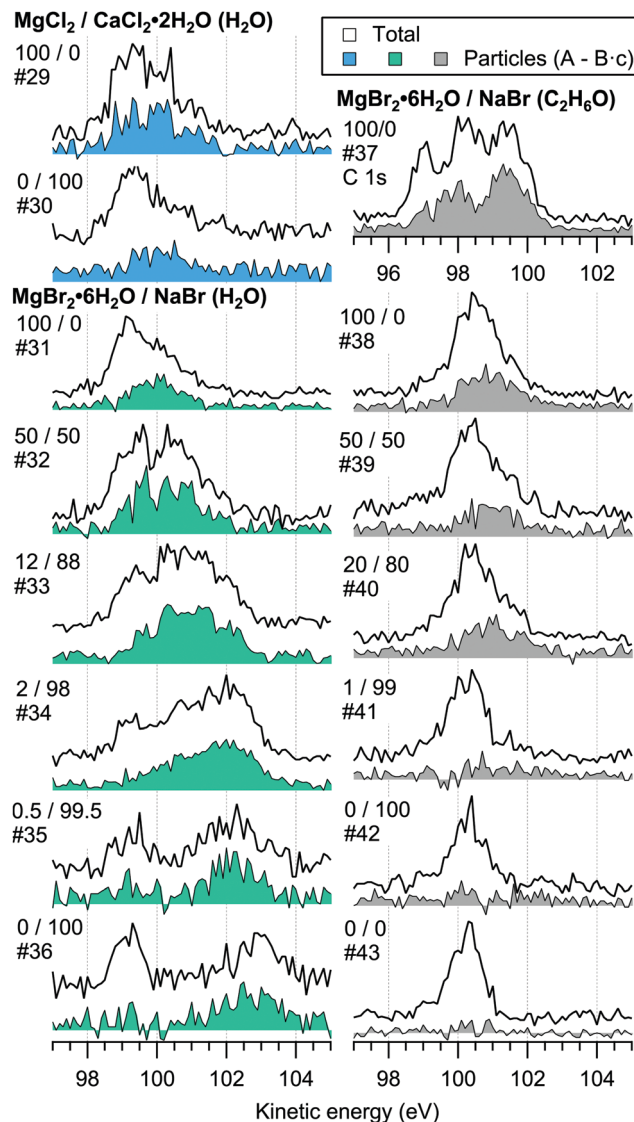 MgCl₂ / CaCl₂•2H₂O (H₂O)
100 / 0
#29
0 / 100
#30
MgBr₂•6H₂O / NaBr (H₂O)
100 / 0
#31
50 / 50
#32
12 / 88
#33
2 / 98
#34
0.5 / 99.5
#35
0 / 100
#36
98 100 102 104
Total
Particles (A - B·c)
MgBr₂•6H₂O / NaBr (C₂H₆O)
100/0
#37
C 1s
96 98 100 102
100 / 0
#38
50 / 50
#39
20 / 80
#40
1 / 99
#41
0 / 100
#42
0 / 0
#43
98 100 102 104
Kinetic energy (eV)